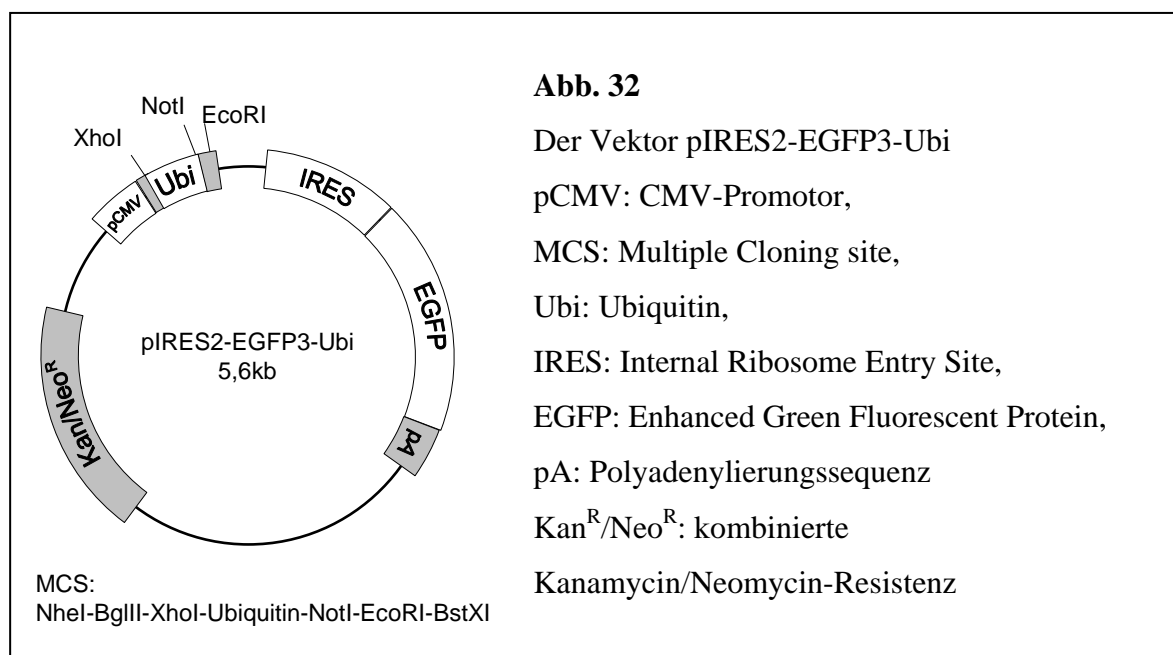 NotI
EcoRI
XhoI
pCMV
Ubi
IRES
EGFP
pA
Kan/Neo^R
pIRES2-EGFP3-Ubi
5,6kb
MCS:
NheI-BglII-XhoI-Ubiquitin-NotI-EcoRI-BstXI
Abb. 32
Der Vektor pIRES2-EGFP3-Ubi
pCMV: CMV-Promotor,
MCS: Multiple Cloning site,
Ubi: Ubiquitin,
IRES: Internal Ribosome Entry Site,
EGFP: Enhanced Green Fluorescent Protein,
pA: Polyadenylierungssequenz
Kan^R/Neo^R: kombinierte
Kanamycin/Neomycin-Resistenz